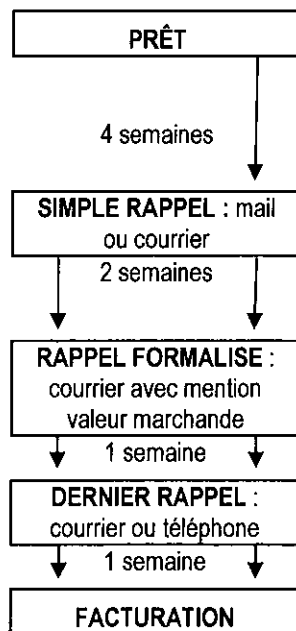 PRÊT
4 semaines
SIMPLE RAPPEL : mail
ou courrier
2 semaines
RAPPEL FORMALISE :
courrier avec mention
valeur marchande
1 semaine
DERNIER RAPPEL :
courrier ou téléphone
1 semaine
FACTURATION